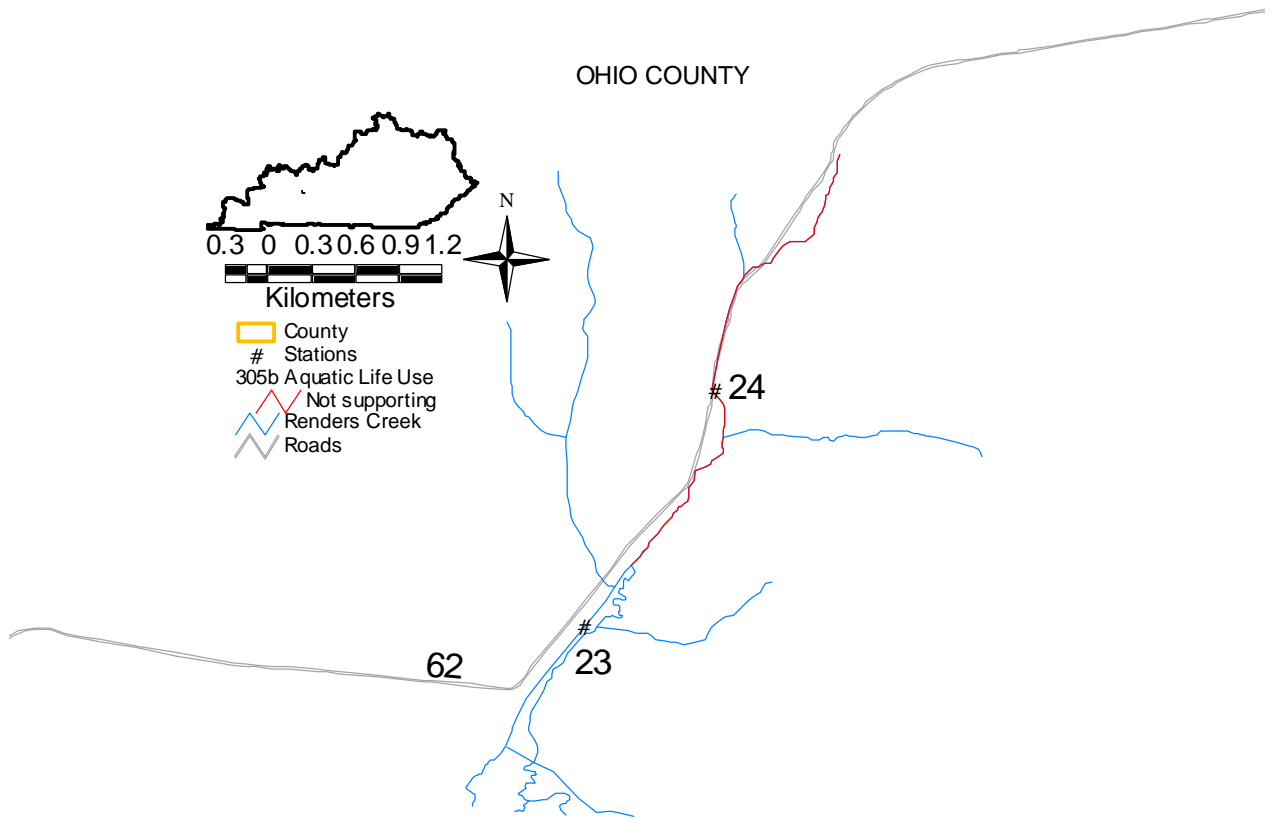 OHIO COUNTY
N
0.3 0 0.3 0.6 0.9 1.2
Kilometers
County
# Stations
305b Aquatic Life Use
Not supporting
Renders Creek
Roads
# 24
#
23
62